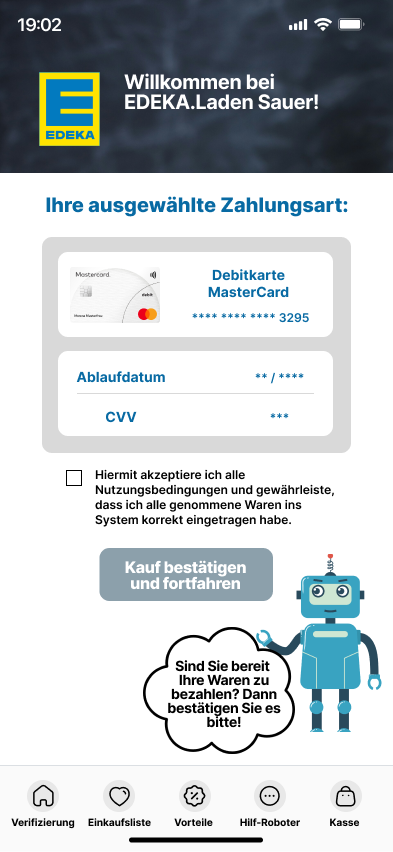 19:02
Willkommen bei
EDEKA.Laden Sauer!
EDEKA
Ihre ausgewählte Zahlungsart:
Mastercard
debit
Debitkarte
MasterCard
**** **** **** 3295
Ablaufdatum
** / ****
CVV
***
Hiermit akzeptiere ich alle
Nutzungsbedingungen und gewährleiste,
dass ich alle genommene Waren ins
System korrekt eingetragen habe.
Kauf bestätigen
und fortfahren
Sind Sie bereit
Ihre Waren zu
bezahlen? Dann
bestätigen Sie es
bitte!
Verifizierung
Einkaufsliste
Vorteile
Hilf-Roboter
Kasse